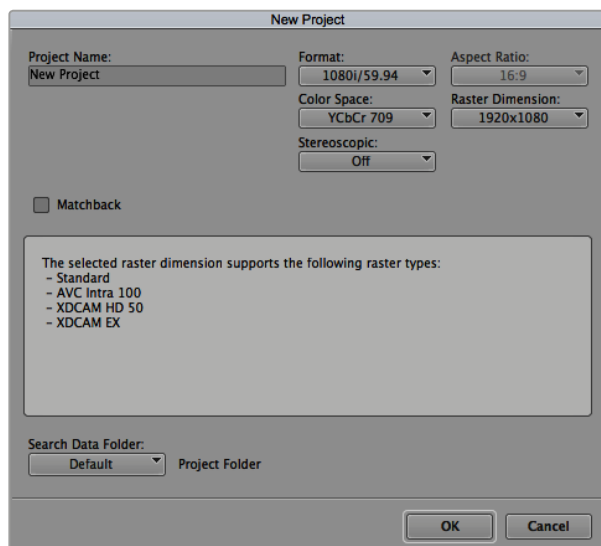 New Project
Project Name:
New Project
Format:
1080i/59.94
Aspect Ratio:
16:9
Color Space:
YCbCr 709
Raster Dimension:
1920x1080
Stereoscopic:
Off
Matchback
The selected raster dimension supports the following raster types:
- Standard
- AVC Intra 100
- XDCAM HD 50
- XDCAM EX
Search Data Folder:
Default
Project Folder
OK
Cancel